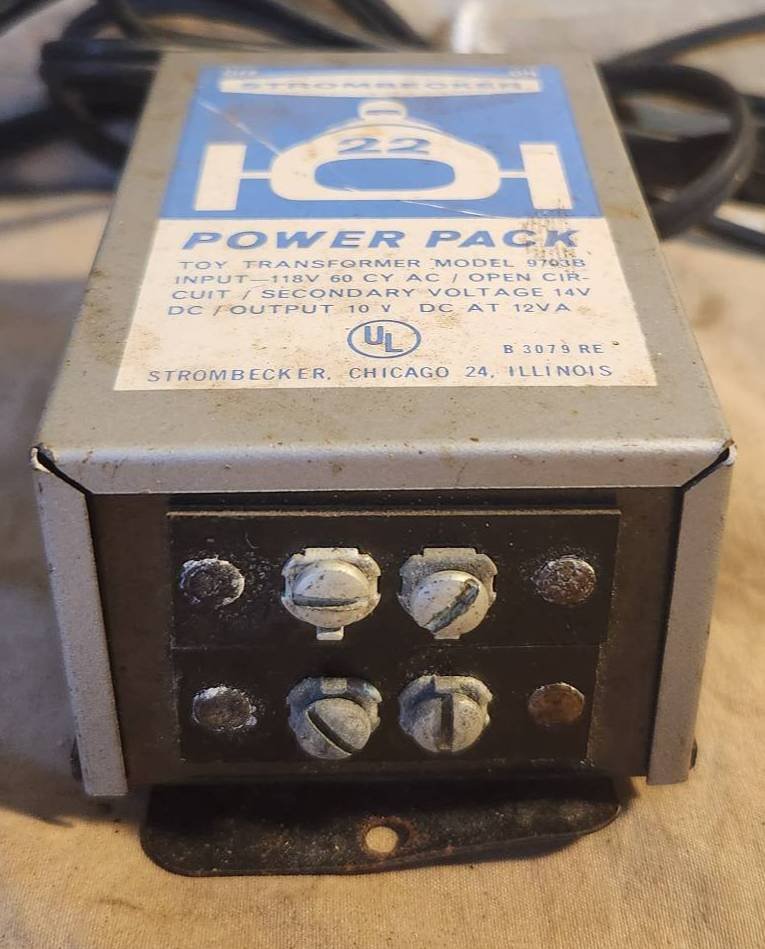 STROMBECKER
22
POWER PACK
TOY TRANSFORMER MODEL 9703B
INPUT-118V 60 CY AC / OPEN CIR-
CUIT / SECONDARY VOLTAGE 14V
DC / OUTPUT 10 V DC AT 12VA
UL
B 3079 RE
STROMBECKER, CHICAGO 24, ILLINOIS